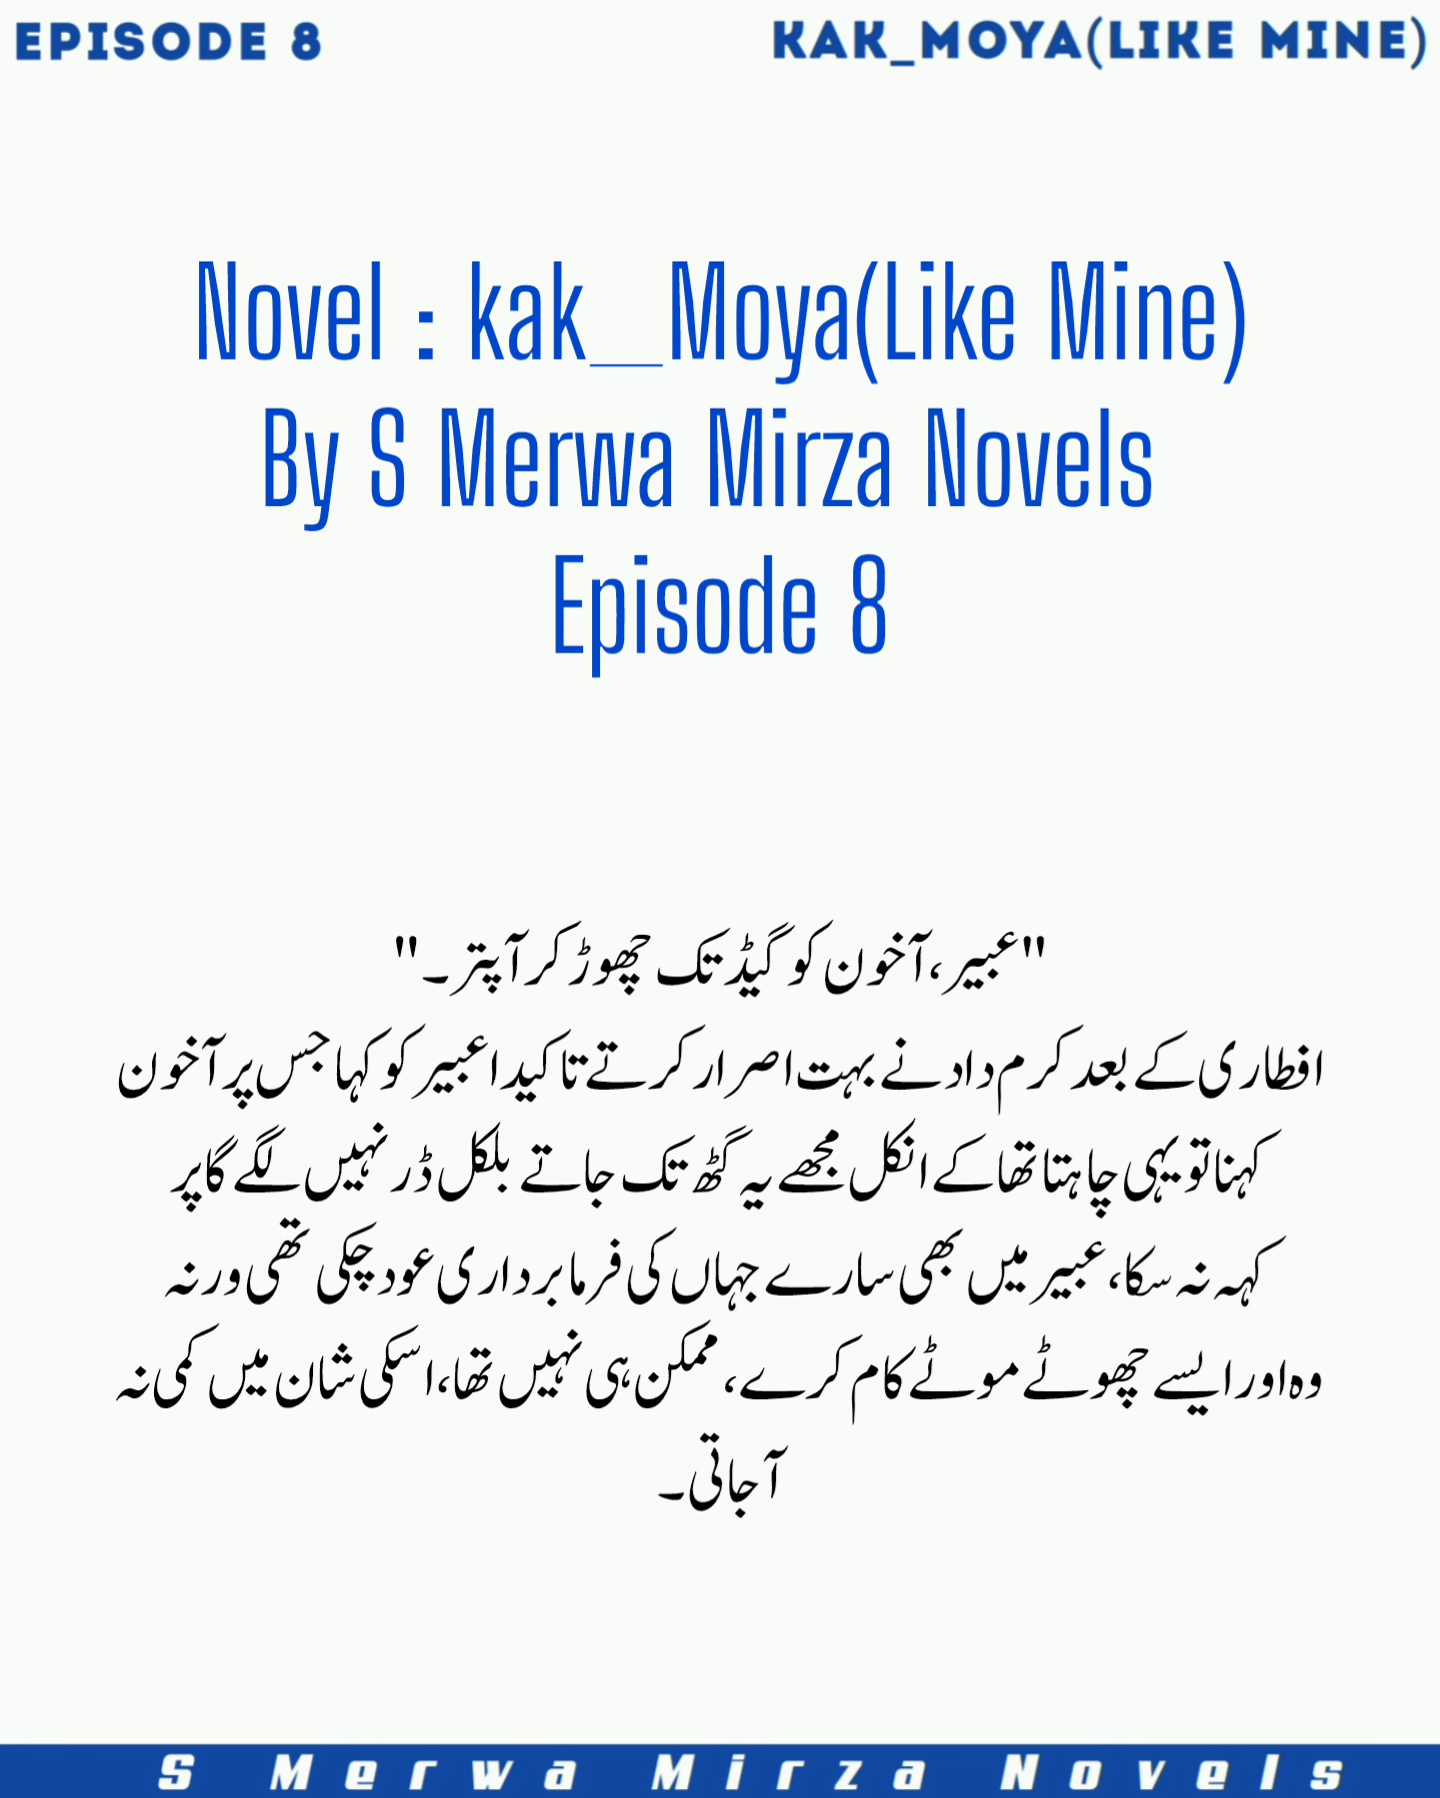 EPISODE 8
KAK_MOYA(LIKE MINE)
Novel : kak__Moya(Like Mine)
By S Merwa Mirza Novels
Episode 8
"عبیر، آخون کو گیڈ تک چھوڑ کر آ پتر۔"
افطاری کے بعد کرم داد نے بہت اصرار کرتے تاکیدا عبیر کو کہا جس پر آخون
کہنا تو یہی چاہتا تھا کے انکل مجھے یہ گٹھ تک جاتے بلکل ڈر نہیں لگے گا پر
کہہ نہ سکا، عبیر میں بھی سارے جہاں کی فرمابرداری عود چکی تھی ورنہ
وہ اور ایسے چھوٹے موٹے کام کرے، ممکن ہی نہیں تھا، اسکی شان میں کمی نہ
آجاتی۔
S Merwa Mirza Novels